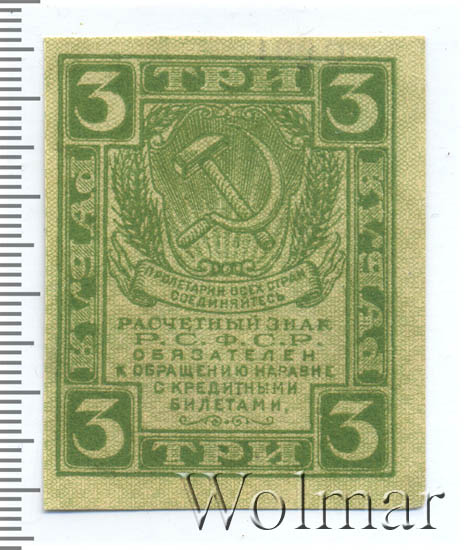 3 ТРИ 3
РУБЛЯ
РУБЛЯ
ПРОЛЕТАРИИ ВСЕХ СТРАН
СОЕДИНЯЙТЕСЬ
РАСЧЕТНЫЙ ЗНАК
Р.С.Ф.С.Р.
ОБЯЗАТЕЛЕН
К ОБРАЩЕНИЮ НАРАВНЕ
С КРЕДИТНЫМИ
БИЛЕТАМИ.
3 ТРИ 3
Wolmar